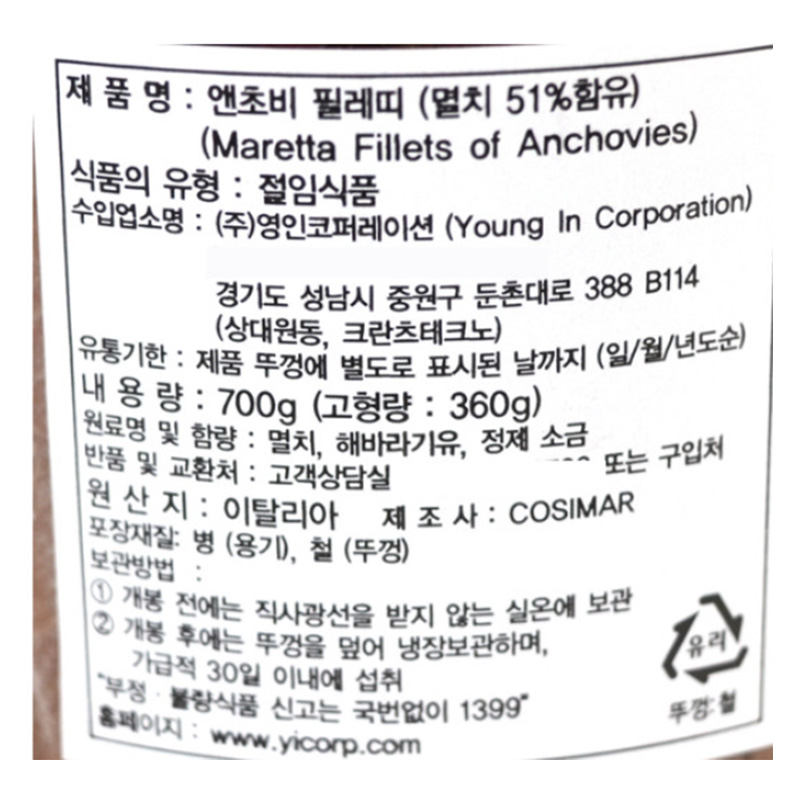 제 품 명 : 앤초비 필레띠 (멸치 51%함유)
(Maretta Fillets of Anchovies)
식품의 유형 : 절임식품
수입업소명 : (주)영인코퍼레이션 (Young In Corporation)
경기도 성남시 중원구 둔촌대로 388 B114
(상대원동, 크란츠테크노)
유통기한 : 제품 뚜껑에 별도로 표시된 날까지 (일/월/년도순)
내 용 량 : 700g (고형량 : 360g)
원료명 및 함량 : 멸치, 해바라기유, 정제 소금
반품 및 교환처 : 고객상담실 또는 구입처
원 산 지 : 이탈리아 제 조 사 : COSIMAR
포장재질: 병 (용기), 철 (뚜껑)
보관방법 :
① 개봉 전에는 직사광선을 받지 않는 실온에 보관
② 개봉 후에는 뚜껑을 덮어 냉장보관하며,
가급적 30일 이내에 섭취
"부정 · 불량식품 신고는 국번없이 1399"
홈페이지 : www.yicorp.com
유리
뚜껑:철